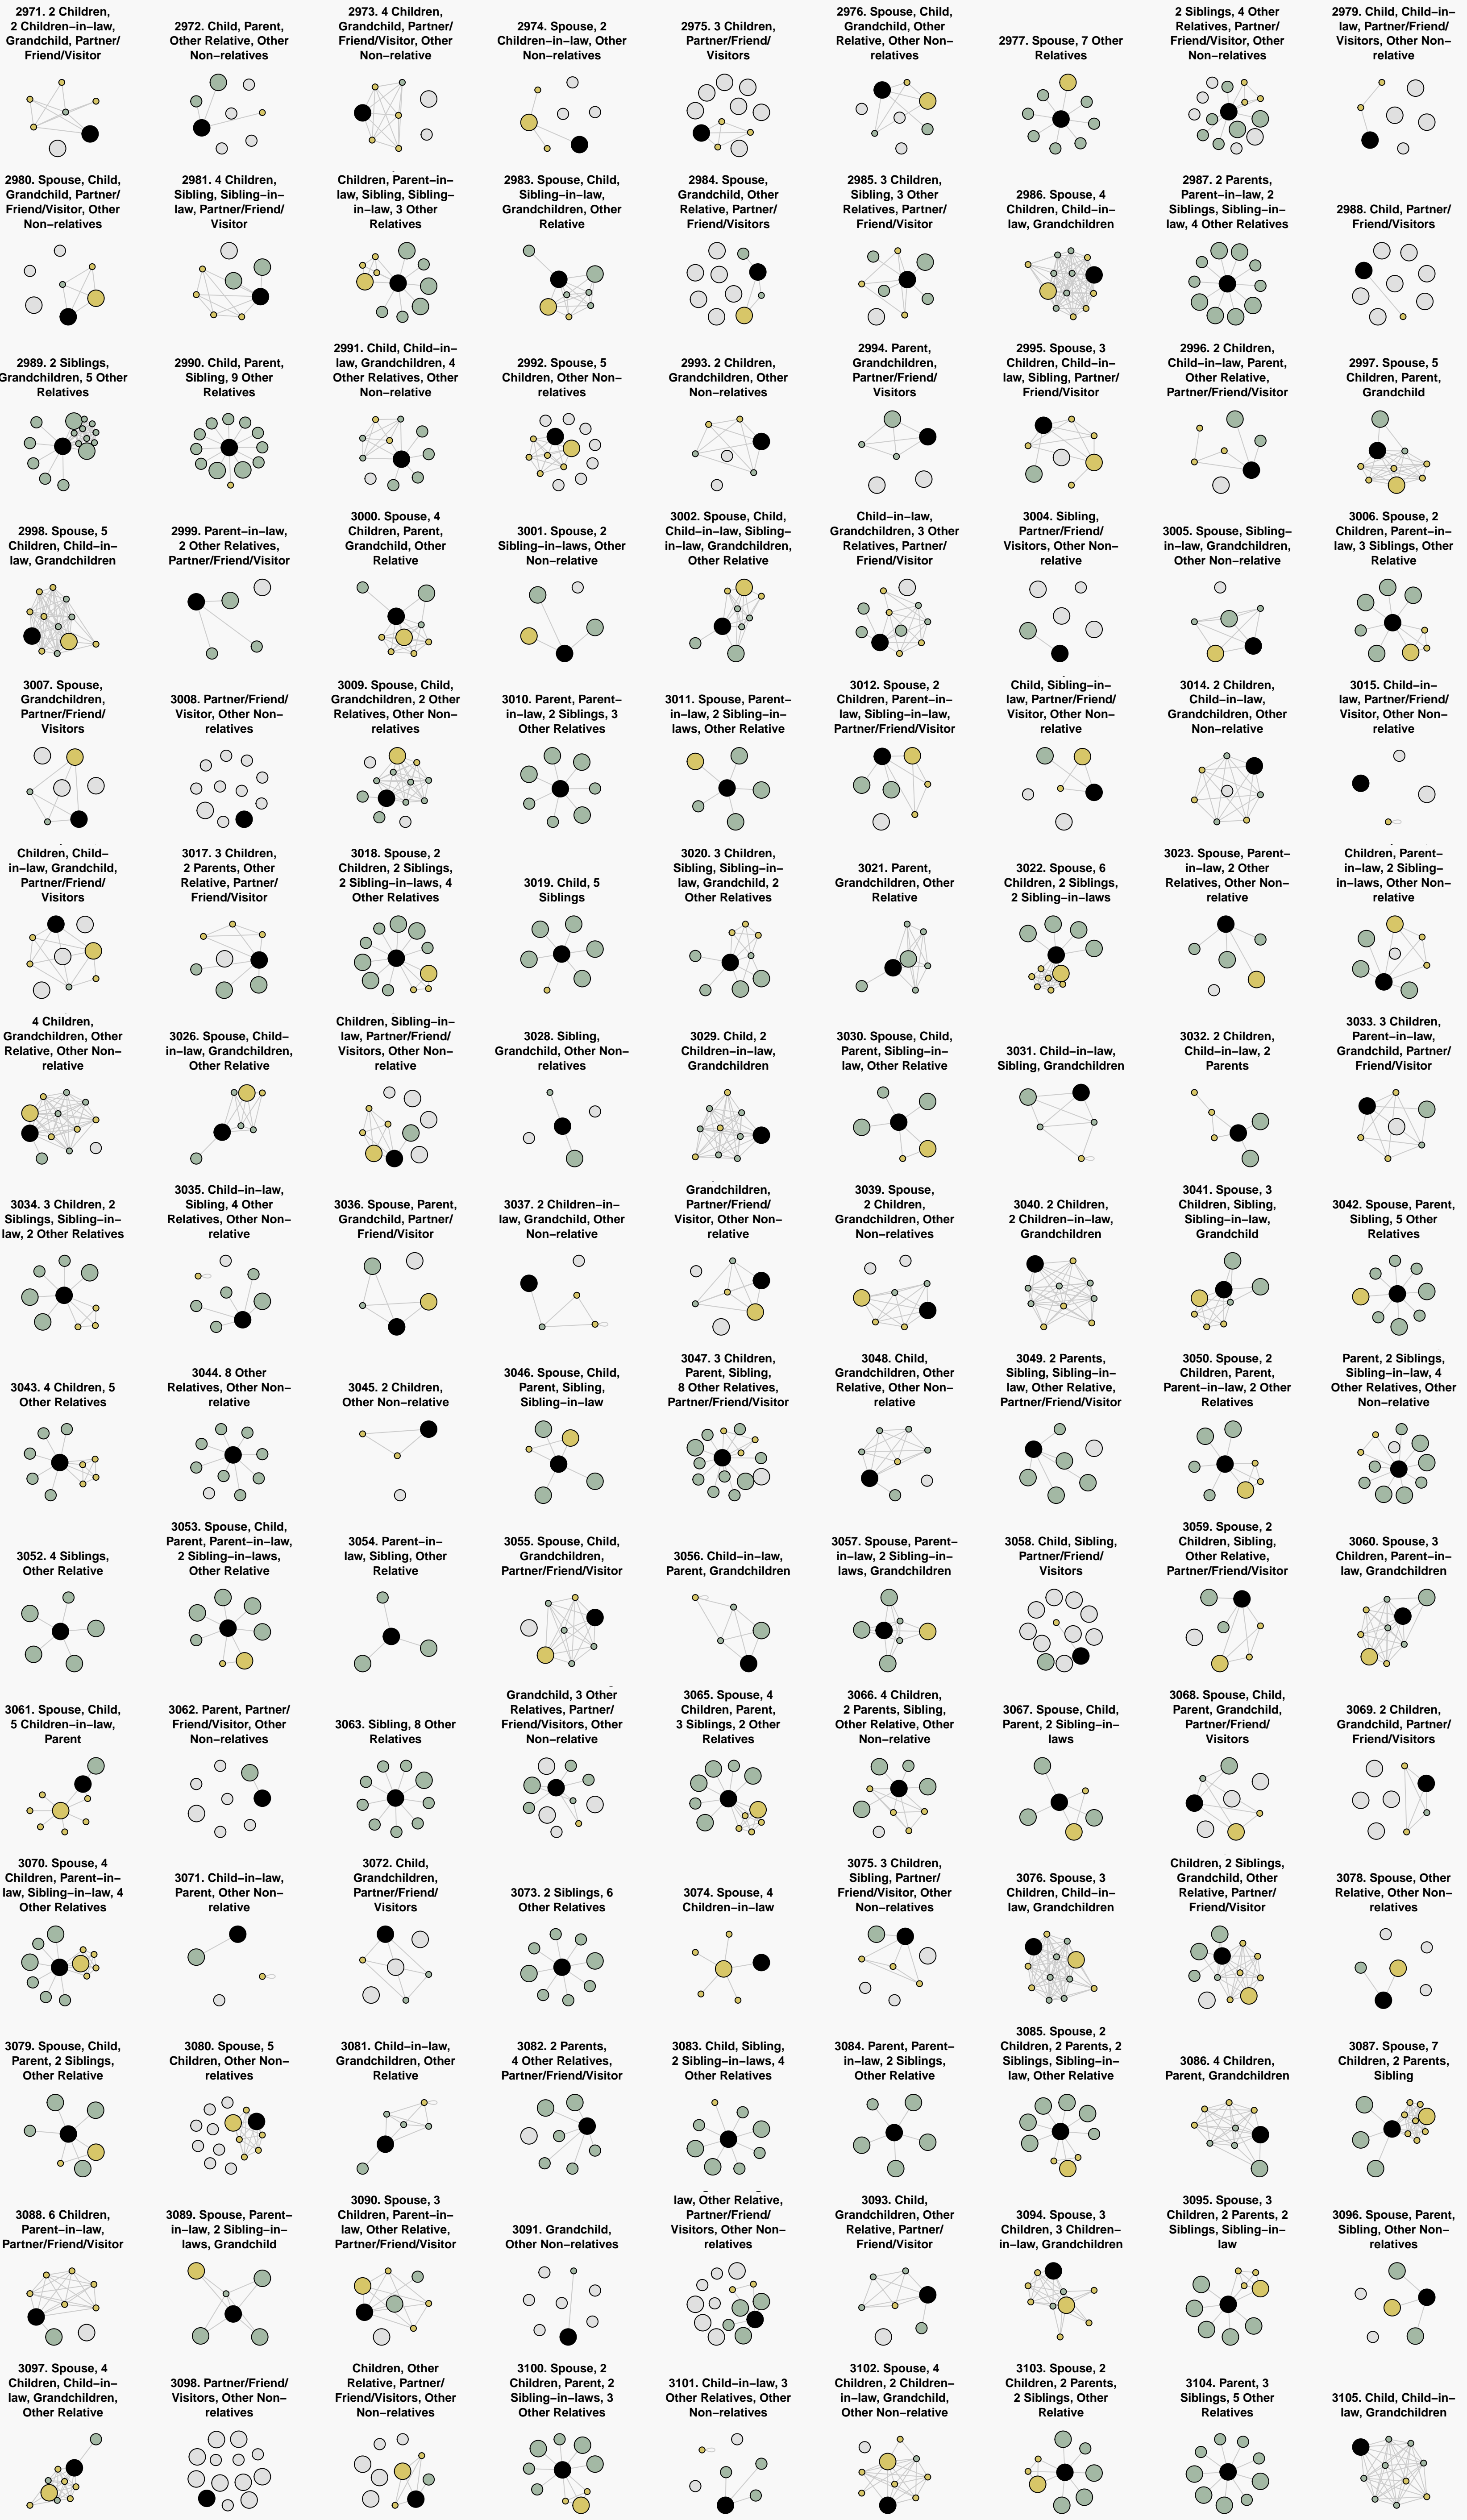 2971. 2 Children,
2 Children−in−law,
Grandchild, Partner/
Friend/Visitor
2972. Child, Parent,
Other Relative, Other
Non−relatives
2973. 4 Children,
Grandchild, Partner/
Friend/Visitor, Other
Non−relative
2974. Spouse, 2
Children−in−law, Other
Non−relatives
2975. 3 Children,
Partner/Friend/
Visitors
2976. Spouse, Child,
Grandchild, Other
Relative, Other Non−
relatives
2977. Spouse, 7 Other
Relatives
2 Siblings, 4 Other
Relatives, Partner/
Friend/Visitor, Other
Non−relatives
2979. Child, Child−in−
law, Partner/Friend/
Visitors, Other Non−
relative
2980. Spouse, Child,
Grandchild, Partner/
Friend/Visitor, Other
Non−relatives
2981. 4 Children,
Sibling, Sibling−in−
law, Partner/Friend/
Visitor
Children, Parent−in−
law, Sibling, Sibling−
in−law, 3 Other
Relatives
2983. Spouse, Child,
Sibling−in−law,
Grandchildren, Other
Relative
2984. Spouse,
Grandchild, Other
Relative, Partner/
Friend/Visitors
2985. 3 Children,
Sibling, 3 Other
Relatives, Partner/
Friend/Visitor
2986. Spouse, 4
Children, Child−in−
law, Grandchildren
2987. 2 Parents,
Parent−in−law, 2
Siblings, Sibling−in−
law, 4 Other Relatives
2988. Child, Partner/
Friend/Visitors
2989. 2 Siblings,
Grandchildren, 5 Other
Relatives
2990. Child, Parent,
Sibling, 9 Other
Relatives
2991. Child, Child−in−
law, Grandchildren, 4
Other Relatives, Other
Non−relative
2992. Spouse, 5
Children, Other Non−
relatives
2993. 2 Children,
Grandchildren, Other
Non−relatives
2994. Parent,
Grandchildren,
Partner/Friend/
Visitors
2995. Spouse, 3
Children, Child−in−
law, Sibling, Partner/
Friend/Visitor
2996. 2 Children,
Child−in−law, Parent,
Other Relative,
Partner/Friend/Visitor
2997. Spouse, 5
Children, Parent,
Grandchild
2998. Spouse, 5
Children, Child−in−
law, Grandchildren
2999. Parent−in−law,
2 Other Relatives,
Partner/Friend/Visitor
3000. Spouse, 4
Children, Parent,
Grandchild, Other
Relative
3001. Spouse, 2
Sibling−in−laws, Other
Non−relative
3002. Spouse, Child,
Child−in−law, Sibling−
in−law, Grandchildren,
Other Relative
Child−in−law,
Grandchildren, 3 Other
Relatives, Partner/
Friend/Visitor
3004. Sibling,
Partner/Friend/
Visitors, Other Non−
relative
3005. Spouse, Sibling−
in−law, Grandchildren,
Other Non−relative
3006. Spouse, 2
Children, Parent−in−
law, 3 Siblings, Other
Relative
3007. Spouse,
Grandchildren,
Partner/Friend/
Visitors
3008. Partner/Friend/
Visitor, Other Non−
relatives
3009. Spouse, Child,
Grandchildren, 2 Other
Relatives, Other Non−
relatives
3010. Parent, Parent−
in−law, 2 Siblings, 3
Other Relatives
3011. Spouse, Parent−
in−law, 2 Sibling−in−
laws, Other Relative
3012. Spouse, 2
Children, Parent−in−
law, Sibling−in−law,
Partner/Friend/Visitor
Child, Sibling−in−
law, Partner/Friend/
Visitor, Other Non−
relative
3014. 2 Children,
Child−in−law,
Grandchildren, Other
Non−relative
3015. Child−in−
law, Partner/Friend/
Visitor, Other Non−
relative
Children, Child−
in−law, Grandchild,
Partner/Friend/
Visitors
3017. 3 Children,
2 Parents, Other
Relative, Partner/
Friend/Visitor
3018. Spouse, 2
Children, 2 Siblings,
2 Sibling−in−laws, 4
Other Relatives
3019. Child, 5
Siblings
3020. 3 Children,
Sibling, Sibling−in−
law, Grandchild, 2
Other Relatives
3021. Parent,
Grandchildren, Other
Relative
3022. Spouse, 6
Children, 2 Siblings,
2 Sibling−in−laws
3023. Spouse, Parent−
in−law, 2 Other
Relatives, Other Non−
relative
Children, Parent−
in−law, 2 Sibling−
in−laws, Other Non−
relative
4 Children,
Grandchildren, Other
Relative, Other Non−
relative
3026. Spouse, Child−
in−law, Grandchildren,
Other Relative
Children, Sibling−in−
law, Partner/Friend/
Visitors, Other Non−
relative
3028. Sibling,
Grandchild, Other Non−
relatives
3029. Child, 2
Children−in−law,
Grandchildren
3030. Spouse, Child,
Parent, Sibling−in−
law, Other Relative
3031. Child−in−law,
Sibling, Grandchildren
3032. 2 Children,
Child−in−law, 2
Parents
3033. 3 Children,
Parent−in−law,
Grandchild, Partner/
Friend/Visitor
3034. 3 Children, 2
Siblings, Sibling−in−
law, 2 Other Relatives
3035. Child−in−law,
Sibling, 4 Other
Relatives, Other Non−
relative
3036. Spouse, Parent,
Grandchild, Partner/
Friend/Visitor
3037. 2 Children−in−
law, Grandchild, Other
Non−relative
Grandchildren,
Partner/Friend/
Visitor, Other Non−
relative
3039. Spouse,
2 Children,
Grandchildren, Other
Non−relatives
3040. 2 Children,
2 Children−in−law,
Grandchildren
3041. Spouse, 3
Children, Sibling,
Sibling−in−law,
Grandchild
3042. Spouse, Parent,
Sibling, 5 Other
Relatives
3043. 4 Children, 5
Other Relatives
3044. 8 Other
Relatives, Other Non−
relative
3045. 2 Children,
Other Non−relative
3046. Spouse, Child,
Parent, Sibling,
Sibling−in−law
3047. 3 Children,
Parent, Sibling,
8 Other Relatives,
Partner/Friend/Visitor
3048. Child,
Grandchildren, Other
Relative, Other Non−
relative
3049. 2 Parents,
Sibling, Sibling−in−
law, Other Relative,
Partner/Friend/Visitor
3050. Spouse, 2
Children, Parent,
Parent−in−law, 2 Other
Relatives
Parent, 2 Siblings,
Sibling−in−law, 4
Other Relatives, Other
Non−relative
3052. 4 Siblings,
Other Relative
3053. Spouse, Child,
Parent, Parent−in−law,
2 Sibling−in−laws,
Other Relative
3054. Parent−in−
law, Sibling, Other
Relative
3055. Spouse, Child,
Grandchildren,
Partner/Friend/Visitor
3056. Child−in−law,
Parent, Grandchildren
3057. Spouse, Parent−
in−law, 2 Sibling−in−
laws, Grandchildren
3058. Child, Sibling,
Partner/Friend/
Visitors
3059. Spouse, 2
Children, Sibling,
Other Relative,
Partner/Friend/Visitor
3060. Spouse, 3
Children, Parent−in−
law, Grandchildren
3061. Spouse, Child,
5 Children−in−law,
Parent
3062. Parent, Partner/
Friend/Visitor, Other
Non−relatives
3063. Sibling, 8 Other
Relatives
Grandchild, 3 Other
Relatives, Partner/
Friend/Visitors, Other
Non−relative
3065. Spouse, 4
Children, Parent,
3 Siblings, 2 Other
Relatives
3066. 4 Children,
2 Parents, Sibling,
Other Relative, Other
Non−relative
3067. Spouse, Child,
Parent, 2 Sibling−in−
laws
3068. Spouse, Child,
Parent, Grandchild,
Partner/Friend/
Visitors
3069. 2 Children,
Grandchild, Partner/
Friend/Visitors
3070. Spouse, 4
Children, Parent−in−
law, Sibling−in−law, 4
Other Relatives
3071. Child−in−law,
Parent, Other Non−
relative
3072. Child,
Grandchildren,
Partner/Friend/
Visitors
3073. 2 Siblings, 6
Other Relatives
3074. Spouse, 4
Children−in−law
3075. 3 Children,
Sibling, Partner/
Friend/Visitor, Other
Non−relatives
3076. Spouse, 3
Children, Child−in−
law, Grandchildren
Children, 2 Siblings,
Grandchild, Other
Relative, Partner/
Friend/Visitor
3078. Spouse, Other
Relative, Other Non−
relatives
3079. Spouse, Child,
Parent, 2 Siblings,
Other Relative
3080. Spouse, 5
Children, Other Non−
relatives
3081. Child−in−law,
Grandchildren, Other
Relative
3082. 2 Parents,
4 Other Relatives,
Partner/Friend/Visitor
3083. Child, Sibling,
2 Sibling−in−laws, 4
Other Relatives
3084. Parent, Parent−
in−law, 2 Siblings,
Other Relative
3085. Spouse, 2
Children, 2 Parents, 2
Siblings, Sibling−in−
law, Other Relative
3086. 4 Children,
Parent, Grandchildren
3087. Spouse, 7
Children, 2 Parents,
Sibling
3088. 6 Children,
Parent−in−law,
Partner/Friend/Visitor
3089. Spouse, Parent−
in−law, 2 Sibling−in−
laws, Grandchild
3090. Spouse, 3
Children, Parent−in−
law, Other Relative,
Partner/Friend/Visitor
3091. Grandchild,
Other Non−relatives
law, Other Relative,
Partner/Friend/
Visitors, Other Non−
relatives
3093. Child,
Grandchildren, Other
Relative, Partner/
Friend/Visitor
3094. Spouse, 3
Children, 3 Children−
in−law, Grandchildren
3095. Spouse, 3
Children, 2 Parents, 2
Siblings, Sibling−in−
law
3096. Spouse, Parent,
Sibling, Other Non−
relatives
3097. Spouse, 4
Children, Child−in−
law, Grandchildren,
Other Relative
3098. Partner/Friend/
Visitors, Other Non−
relatives
Children, Other
Relative, Partner/
Friend/Visitors, Other
Non−relatives
3100. Spouse, 2
Children, Parent, 2
Sibling−in−laws, 3
Other Relatives
3101. Child−in−law, 3
Other Relatives, Other
Non−relatives
3102. Spouse, 4
Children, 2 Children−
in−law, Grandchild,
Other Non−relative
3103. Spouse, 2
Children, 2 Parents,
2 Siblings, Other
Relative
3104. Parent, 3
Siblings, 5 Other
Relatives
3105. Child, Child−in−
law, Grandchildren